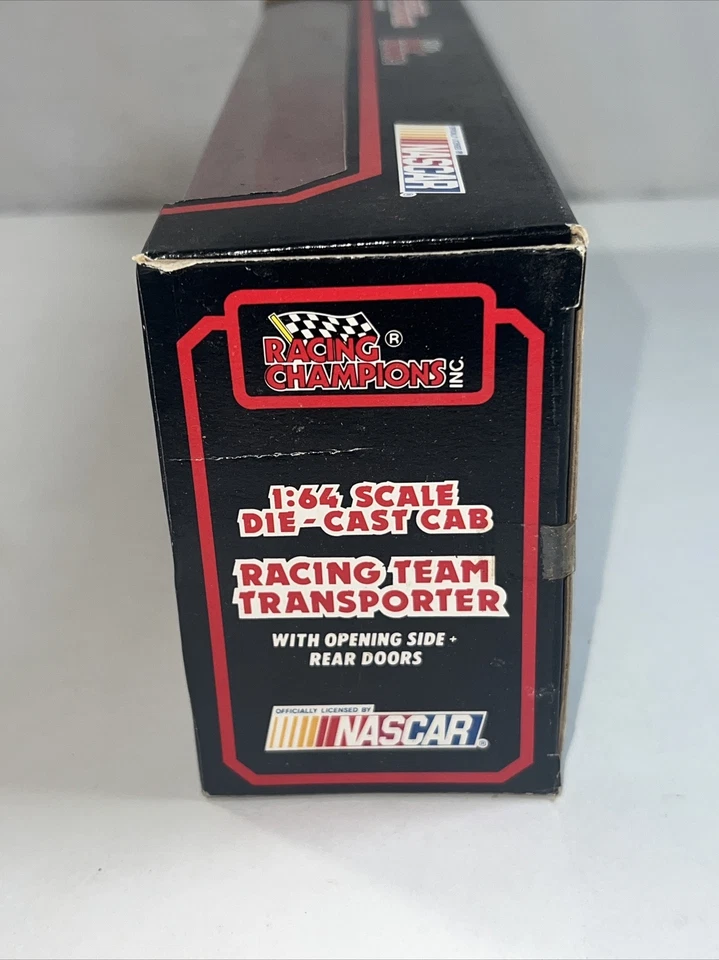 NASCAR
RACING ®
CHAMPIONS INC.
1:64 SCALE
DIE-CAST CAB
RACING TEAM
TRANSPORTER
WITH OPENING SIDE +
REAR DOORS
OFFICIALLY LICENSED BY
NASCAR ®